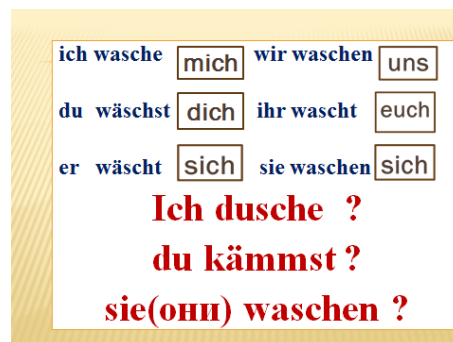 ich wasche mich wir waschen uns
du wäschst dich ihr wascht euch
er wäscht sich sie waschen sich
Ich dusche ?
du kämmst ?
sie(они) waschen ?